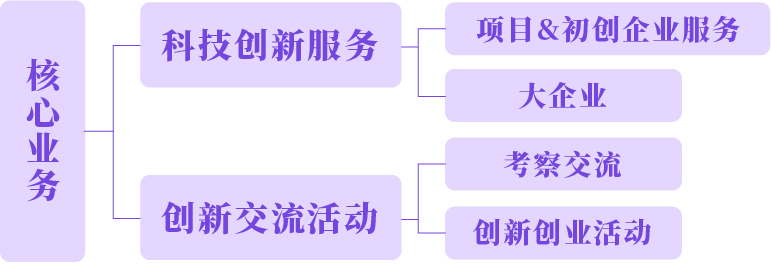 核心业务
科技创新服务
项目&初创企业服务
大企业
创新交流活动
考察交流
创新创业活动